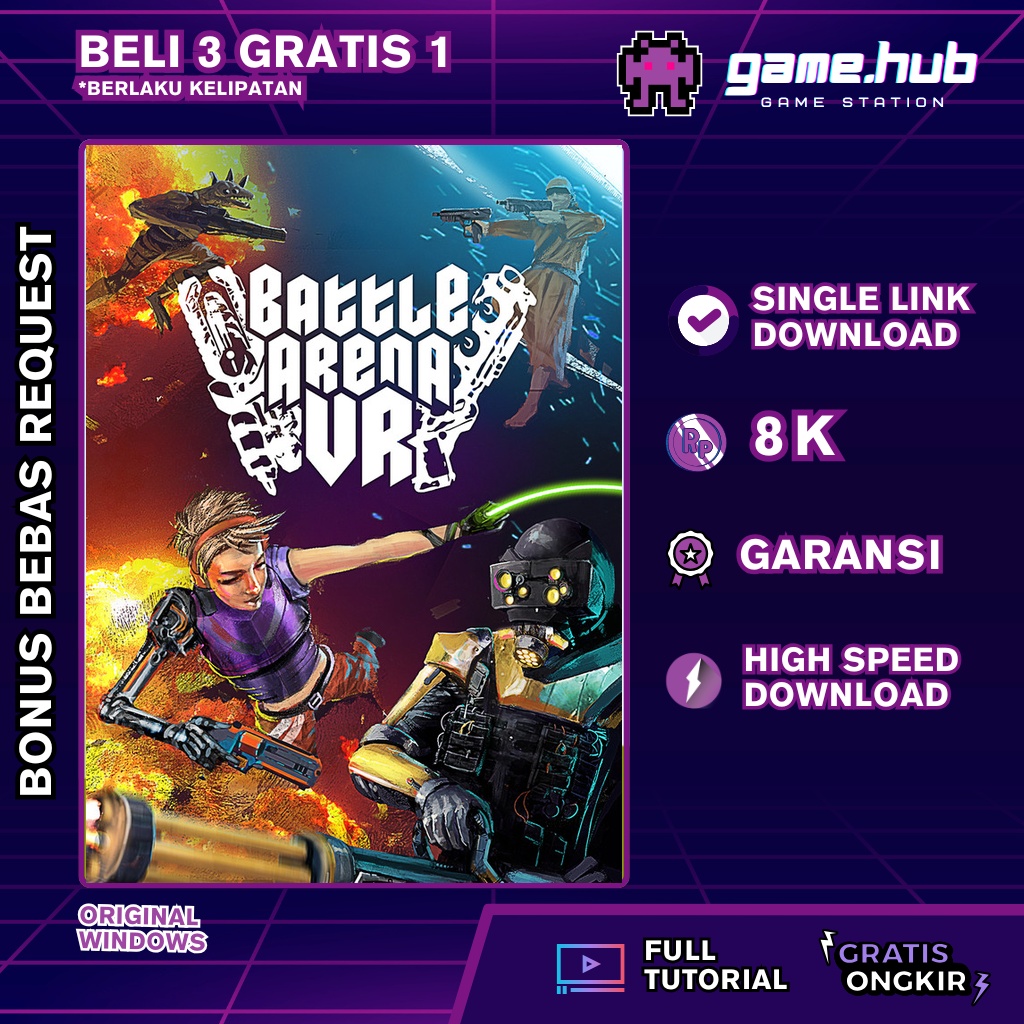 BELI 3 GRATIS 1
*BERLAKU KELIPATAN
game.hub
GAME STATION
BONUS BEBAS REQUEST
BATTLE
ARENA
VR
SINGLE LINK
DOWNLOAD
RP
8K
GARANSI
HIGH SPEED
DOWNLOAD
ORIGINAL
WINDOWS
FULL
TUTORIAL
GRATIS
ONGKIR